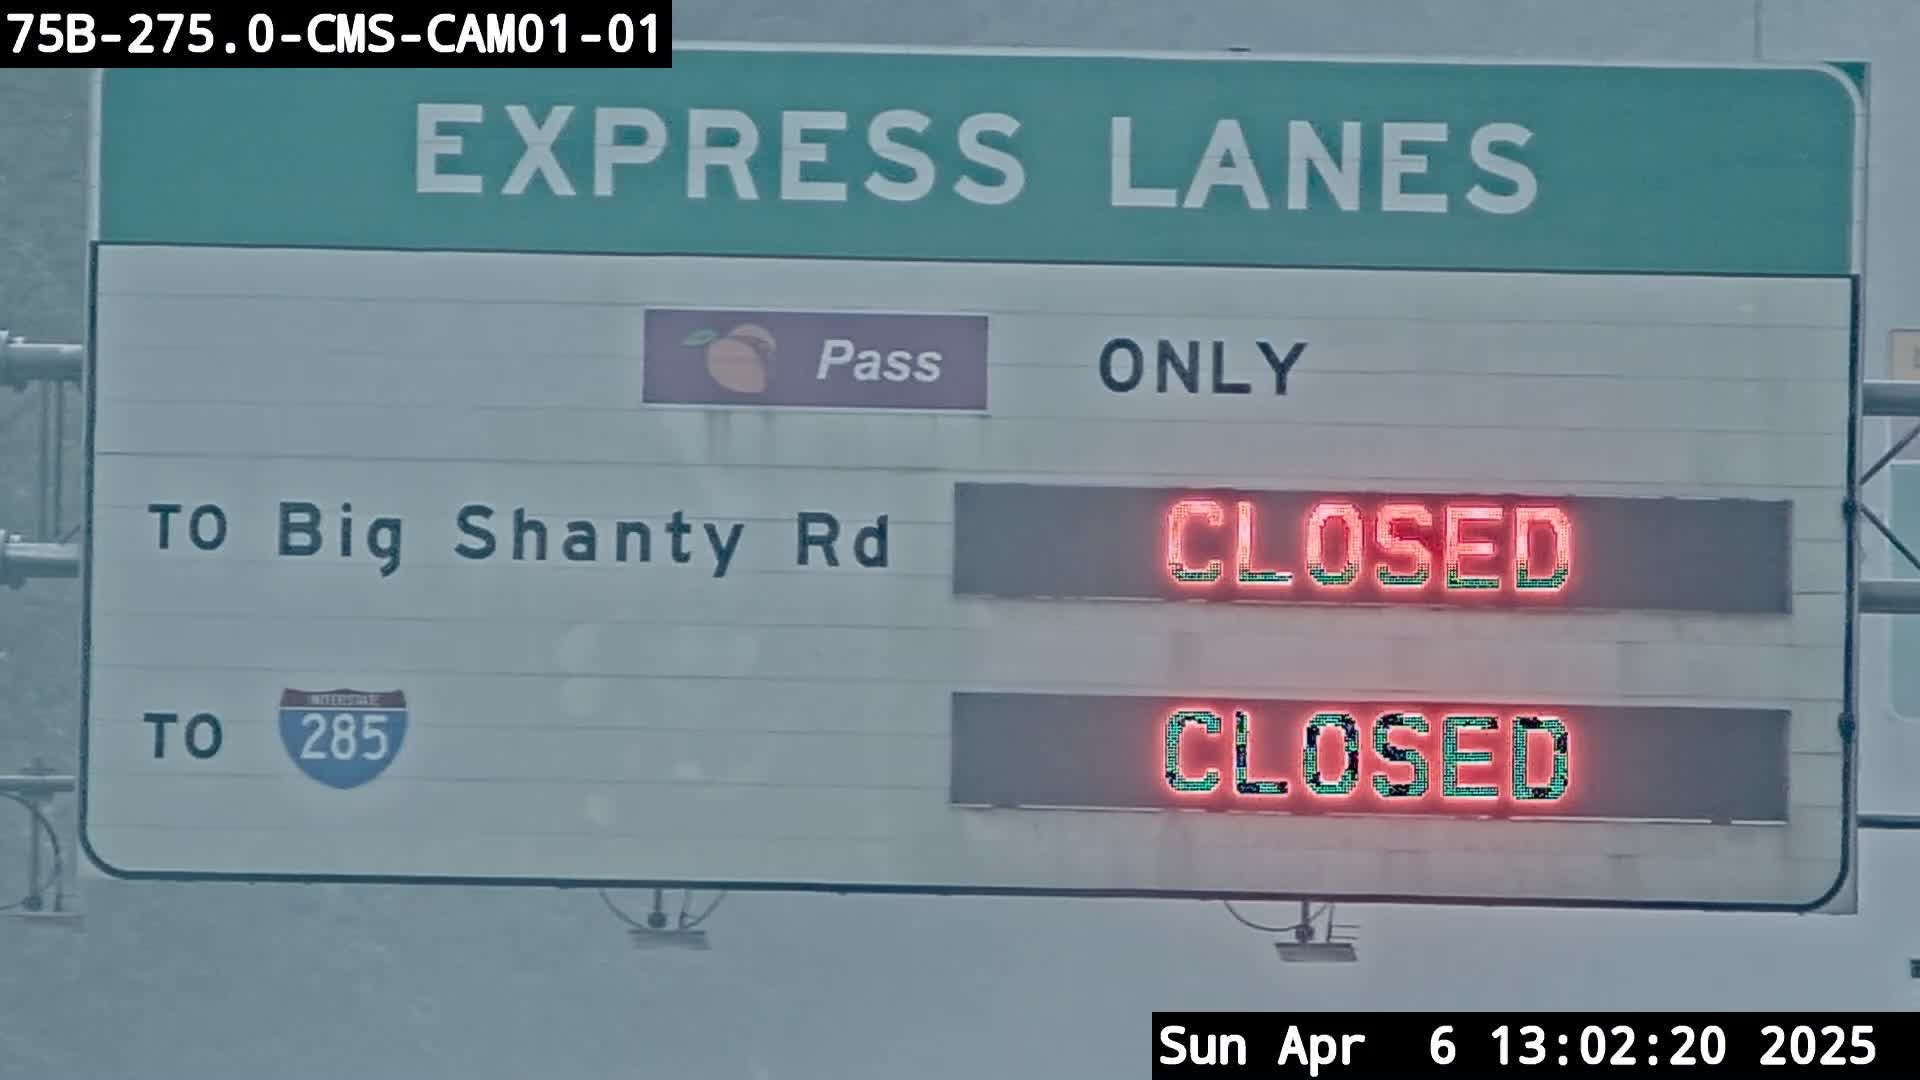 75B-275.0-CMS-CAM01-01
EXPRESS LANES
Pass ONLY
TO Big Shanty Rd CLOSED
TO 285 CLOSED
Sun Apr 6 13:02:20 2025